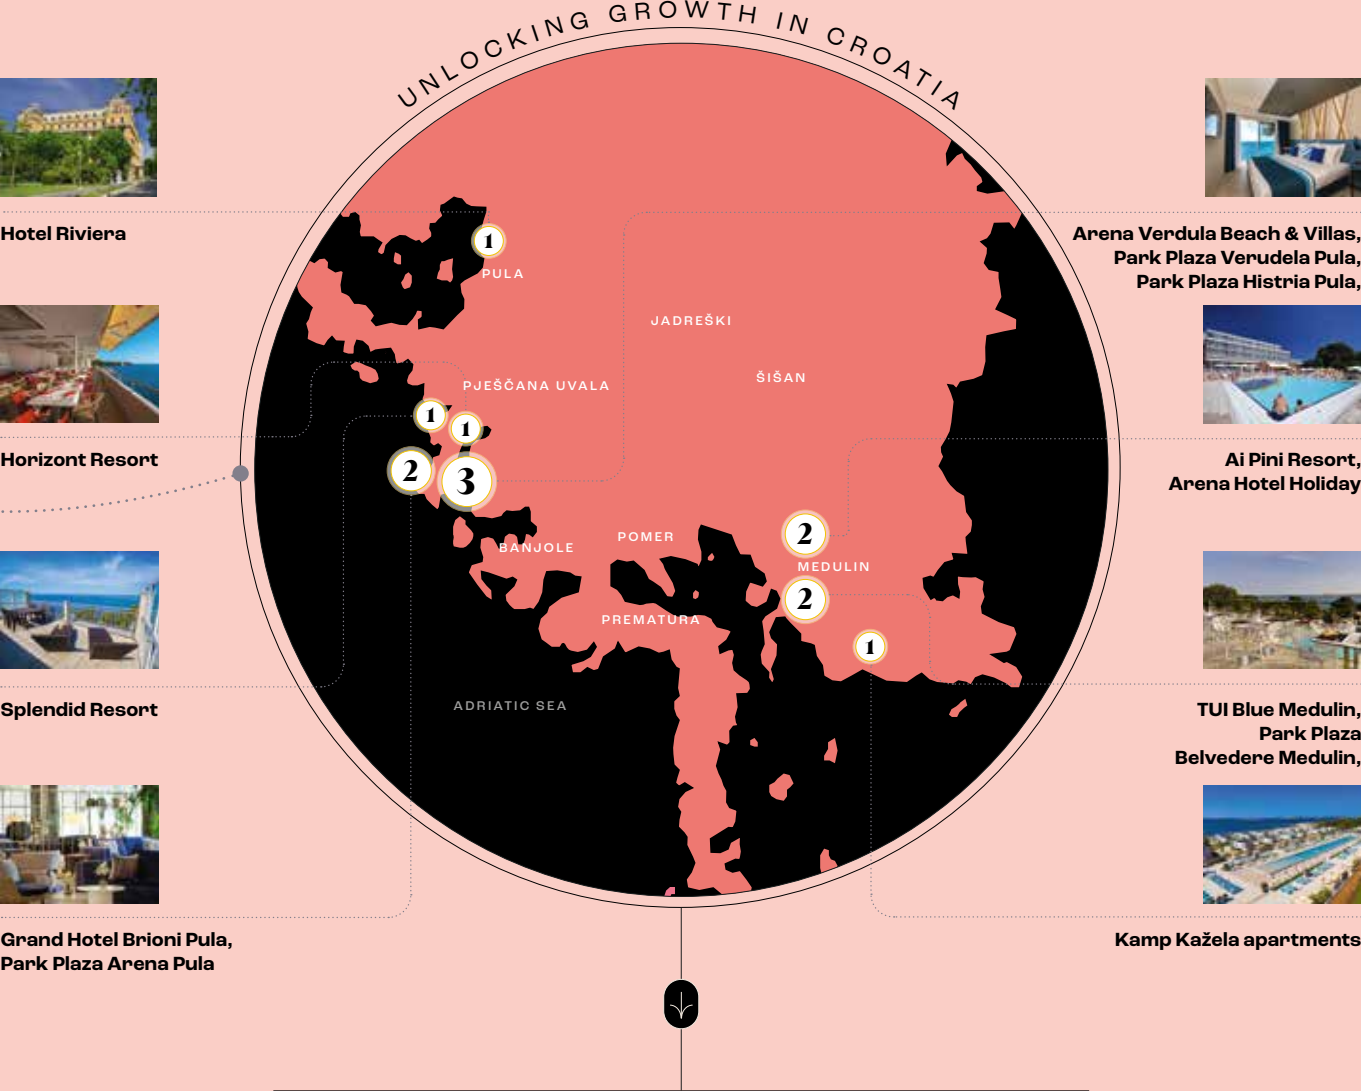 UNLOCKING GROWTH IN CROATIA
Hotel Riviera
Horizont Resort
Splendid Resort
Grand Hotel Brioni Pula,
Park Plaza Arena Pula
1
PULA
JADREŠKI
ŠIŠAN
PJEŠČANA UVALA
1
1
2
3
BANJOLE
POMER
2
MEDULIN
2
PREMATURA
1
ADRIATIC SEA
Arena Verdula Beach & Villas,
Park Plaza Verudela Pula,
Park Plaza Histria Pula,
Ai Pini Resort,
Arena Hotel Holiday
TUI Blue Medulin,
Park Plaza
Belvedere Medulin,
Kamp Kažela apartments